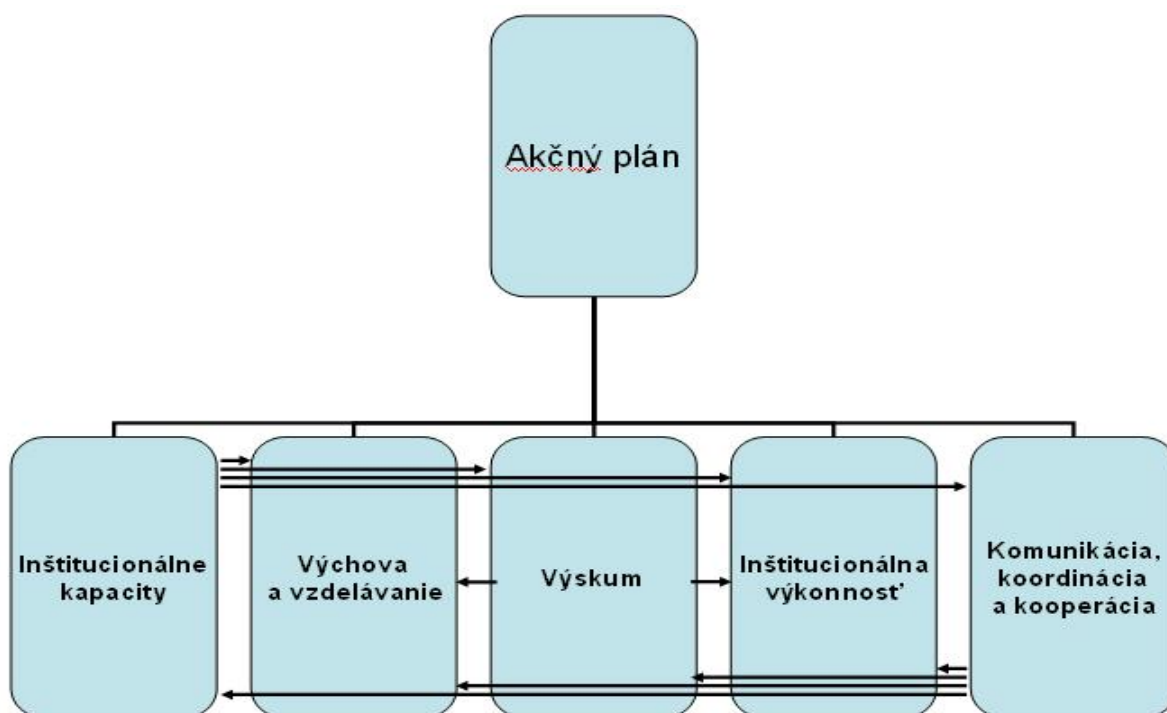 Akčný plán
Inštitucionálne
kapacity
Výchova
a vzdelávanie
Výskum
Inštitucionálna
výkonnosť
Komunikácia,
koordinácia
a kooperácia